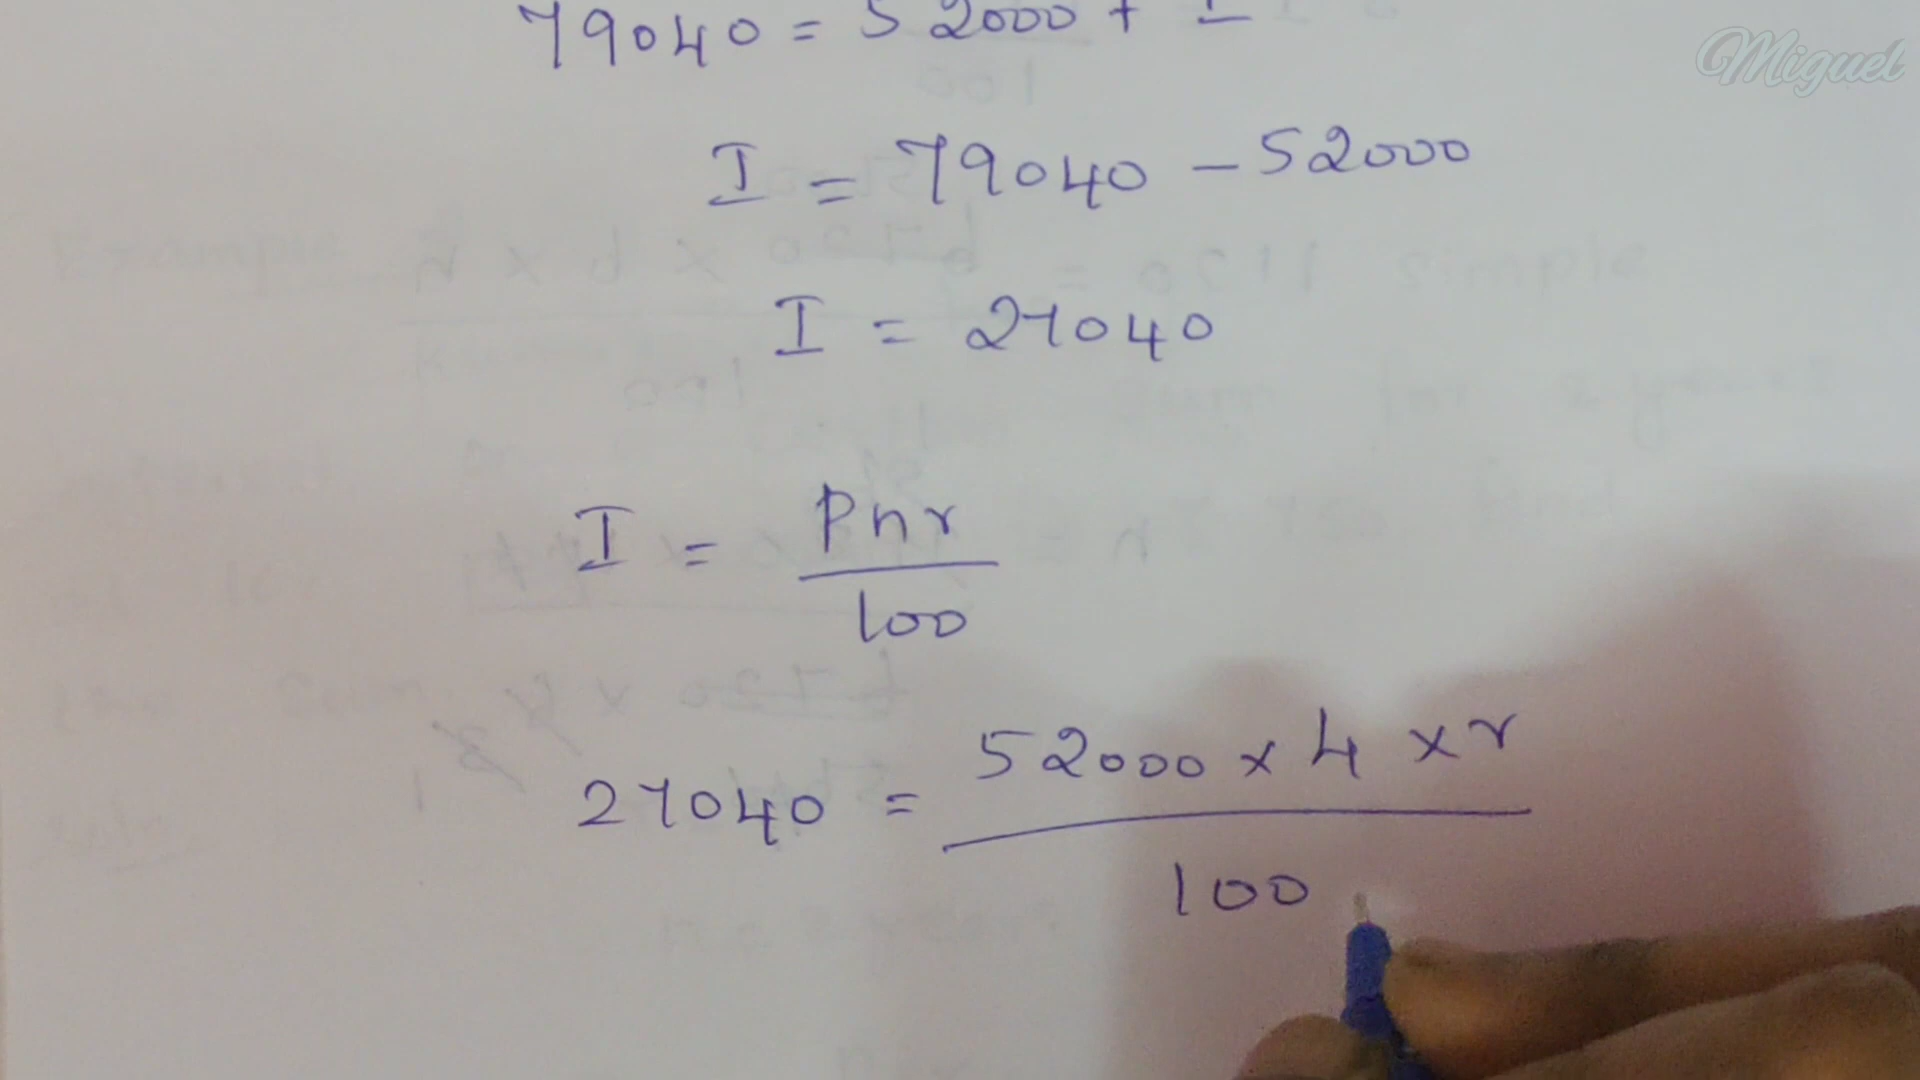 79040 = 52000 + I
Miguel
I = 79040 - 52000
I = 27040
I = Pnr
100
27040 = 52000 x 4 x r
100